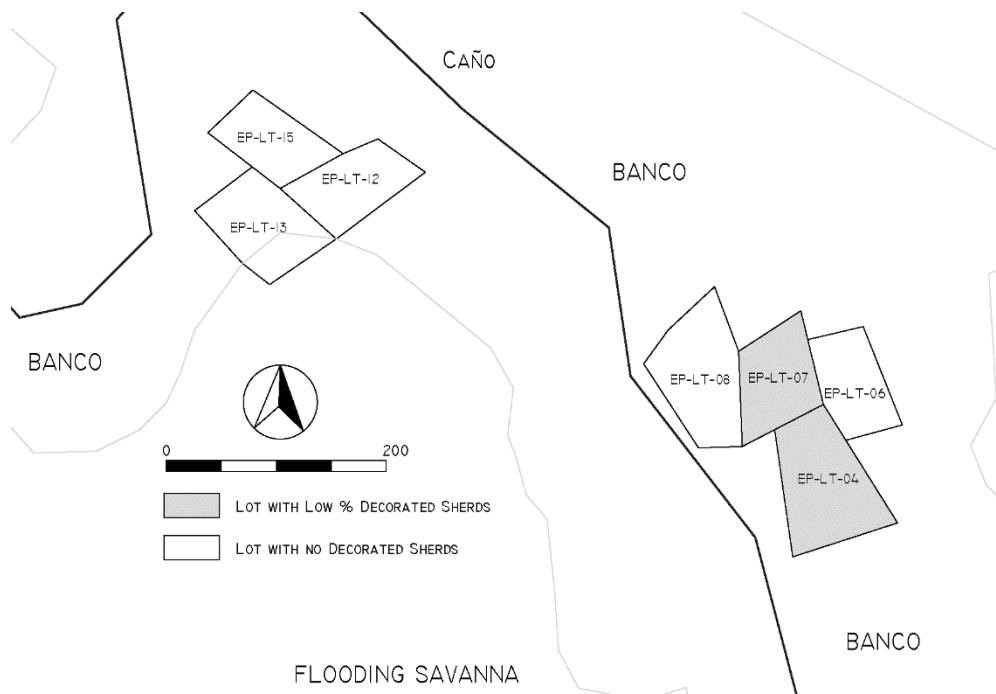 CAÑO
EP-LT-15
BANCO
EP-LT-12
EP-LT-13
BANCO
EP-LT-08
EP-LT-07
EP-LT-06
0 200
EP-LT-04
LOT WITH LOW % DECORATED SHERDS
LOT WITH NO DECORATED SHERDS
BANCO
FLOODING SAVANNA